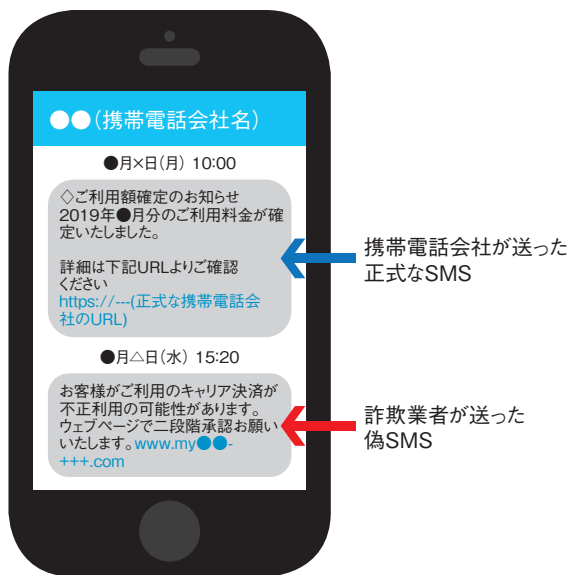 ●●(携帯電話会社名)
●月×日(月) 10:00
◇ご利用額確定のお知らせ
2019年●月分のご利用料金が確
定いたしました。
詳細は下記URLよりご確認
ください
https://---(正式な携帯電話会
社のURL)
携帯電話会社が送った
正式なSMS
●月△日(水) 15:20
お客様がご利用のキャリア決済が
不正利用の可能性があります。
ウェブページで二段階承認お願い
いたします。www.my●●-
+++.com
詐欺業者が送った
偽SMS